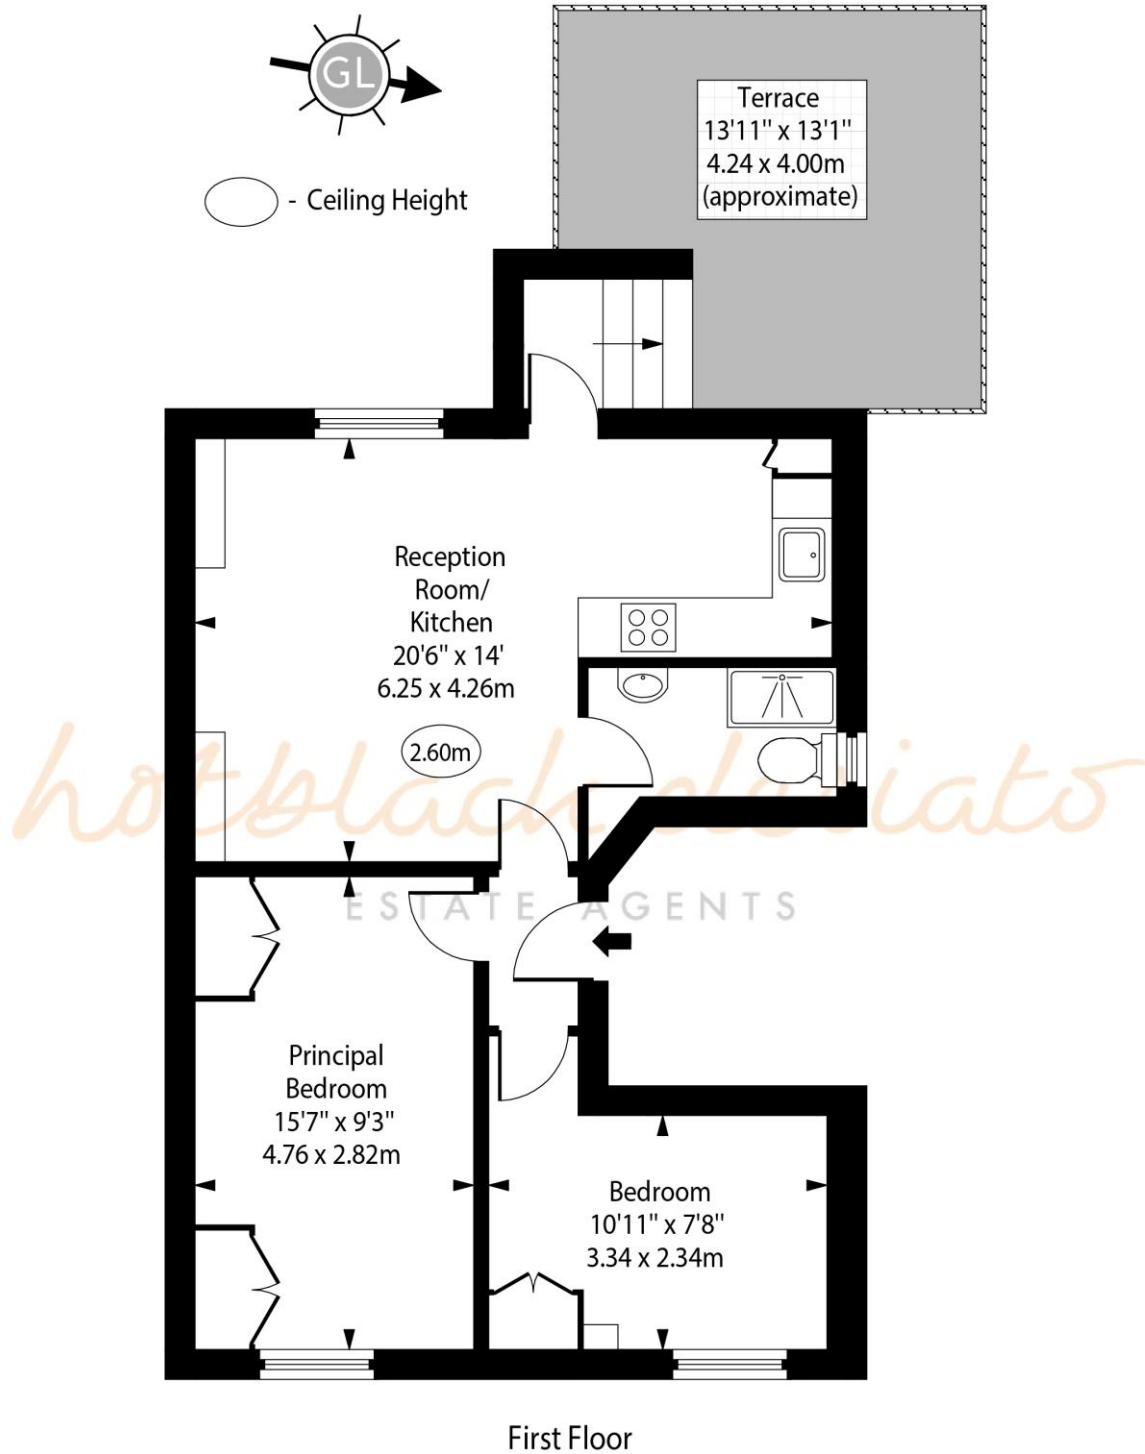 GL
- Ceiling Height
Terrace
13'11" x 13'1"
4.24 x 4.00m
(approximate)
Reception
Room/
Kitchen
20'6" x 14'
6.25 x 4.26m
2.60m
hotblack desiato
ESTATE AGENTS
Principal
Bedroom
15'7" x 9'3"
4.76 x 2.82m
Bedroom
10'11" x 7'8"
3.34 x 2.34m
First Floor